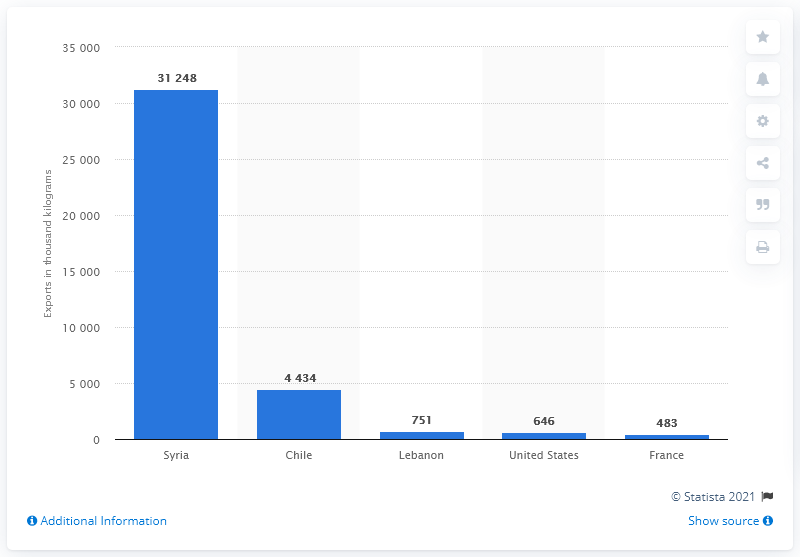 35 000
30 000
25 000
20 000
15 000
10 000
5 000
0
Exports in thousand kilograms
31 248
4 434
751
646
483
Syria
Chile
Lebanon
United States
France
© Statista 2021
Additional Information
Show source